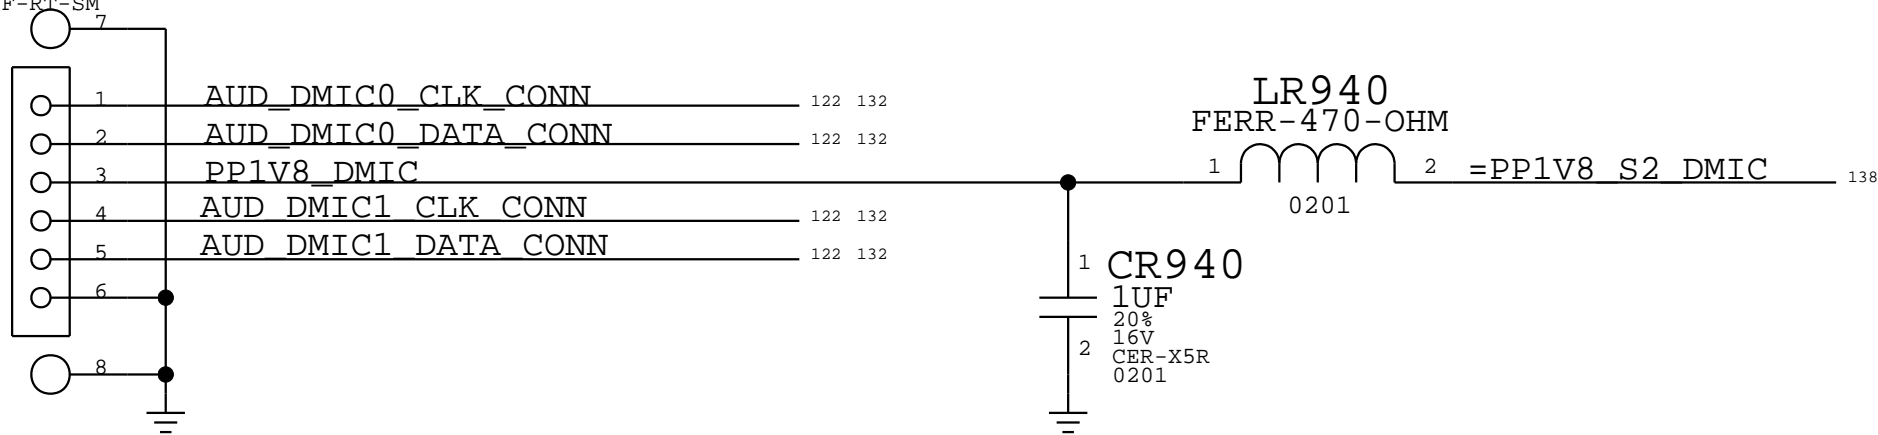 F-RT-SM
7
1 AUD_DMIC0_CLK_CONN 122 132
2 AUD_DMIC0_DATA_CONN 122 132
3 PP1V8_DMIC
4 AUD_DMIC1_CLK_CONN 122 132
5 AUD_DMIC1_DATA_CONN 122 132
6
8
LR940
FERR-470-OHM
1 2 =PP1V8_S2_DMIC 138
0201
1 CR940
1UF
20%
16V
2 CER-X5R
0201